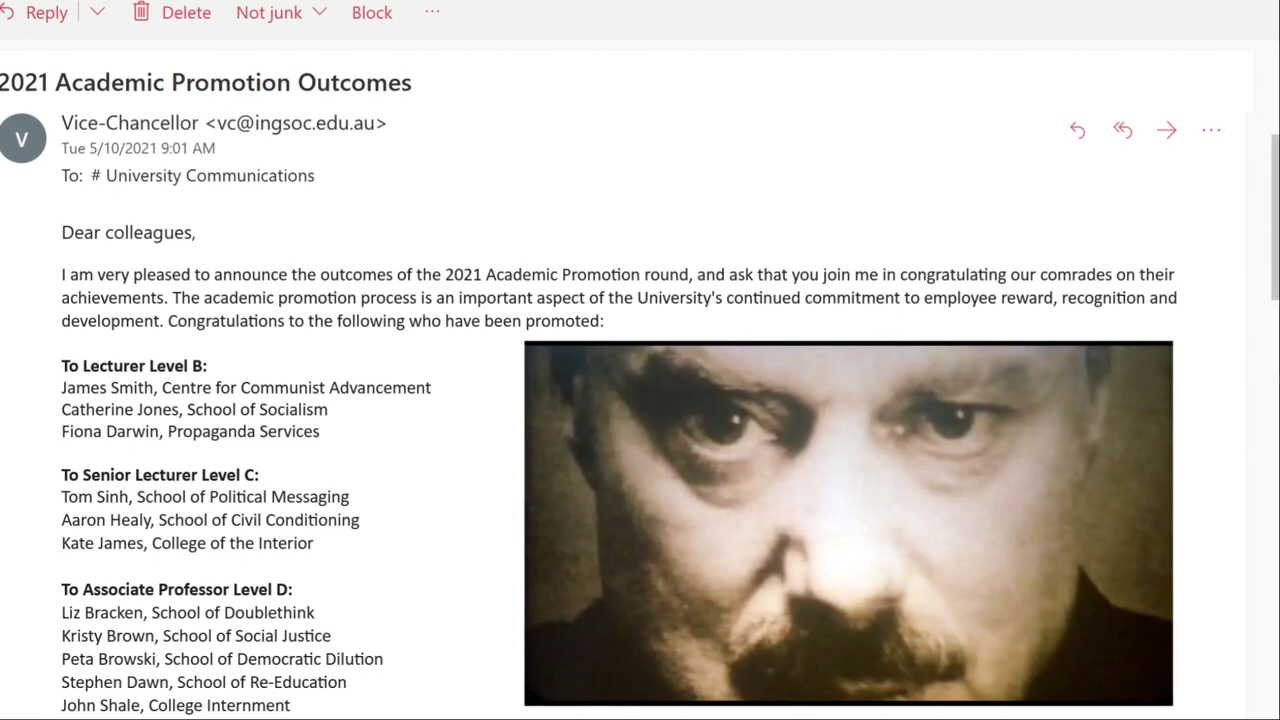 Reply Delete Not junk Block
2021 Academic Promotion Outcomes
V
Vice-Chancellor <vc@ingsoc.edu.au>
Tue 5/10/2021 9:01 AM
To: # University Communications
Dear colleagues,
I am very pleased to announce the outcomes of the 2021 Academic Promotion round, and ask that you join me in congratulating our comrades on their
achievements. The academic promotion process is an important aspect of the University's continued commitment to employee reward, recognition and
development. Congratulations to the following who have been promoted:
To Lecturer Level B:
James Smith, Centre for Communist Advancement
Catherine Jones, School of Socialism
Fiona Darwin, Propaganda Services
To Senior Lecturer Level C:
Tom Sinh, School of Political Messaging
Aaron Healy, School of Civil Conditioning
Kate James, College of the Interior
To Associate Professor Level D:
Liz Bracken, School of Doublethink
Kristy Brown, School of Social Justice
Peta Browski, School of Democratic Dilution
Stephen Dawn, School of Re-Education
John Shale, College Internment